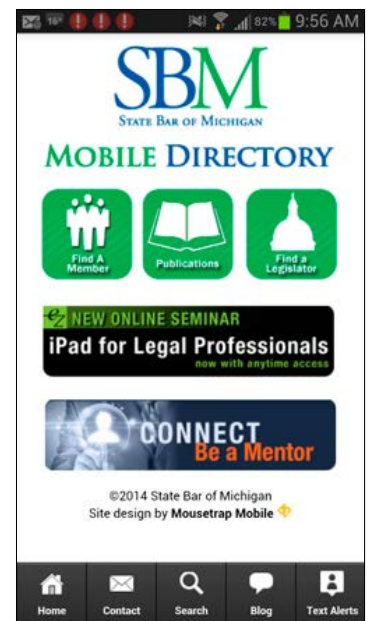 16° 82% 9:56 AM
SBM
STATE BAR OF MICHIGAN
MOBILE DIRECTORY
Find A
Member
Publications
Find a
Legislator
eZ NEW ONLINE SEMINAR
iPad for Legal Professionals
now with anytime access
CONNECT
Be a Mentor
©2014 State Bar of Michigan
Site design by Mousetrap Mobile
Home Contact Search Blog Text Alerts